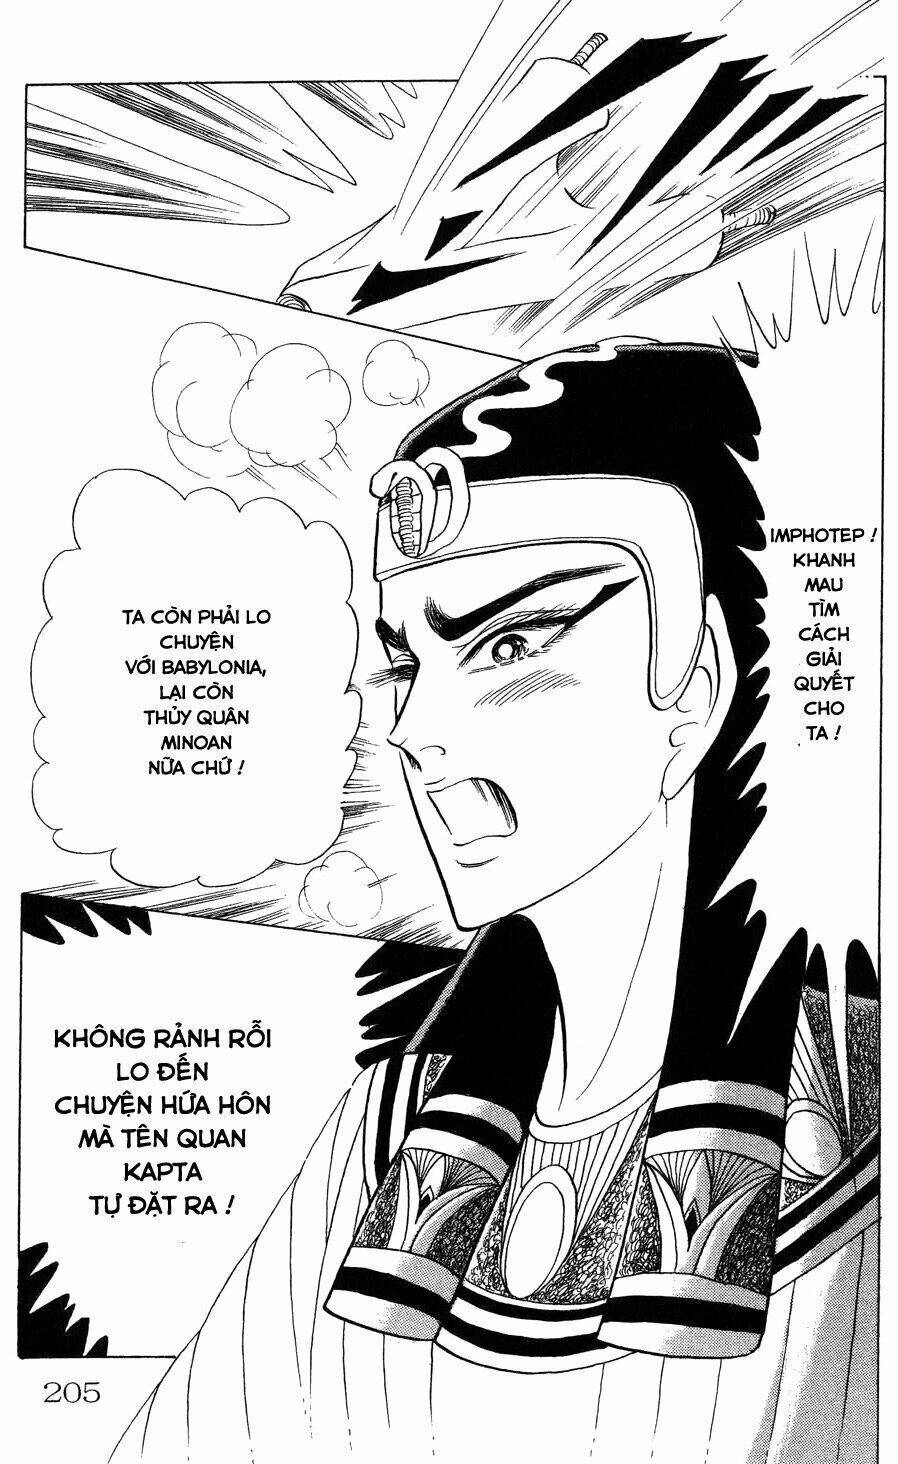 IMPHOTEP !
KHANH
MAU
TÌM
CÁCH
GIẢI
QUYẾT
CHO
TA !
TA CÒN PHẢI LO
CHUYỆN
VỚI BABYLONIA,
LẠI CÒN
THỦY QUÂN
MINOAN
NỮA CHỨ !
KHÔNG RẢNH RỖI
LO ĐẾN
CHUYỆN HỨA HÔN
MÀ TÊN QUAN
KAPTA
TỰ ĐẶT RA !
205